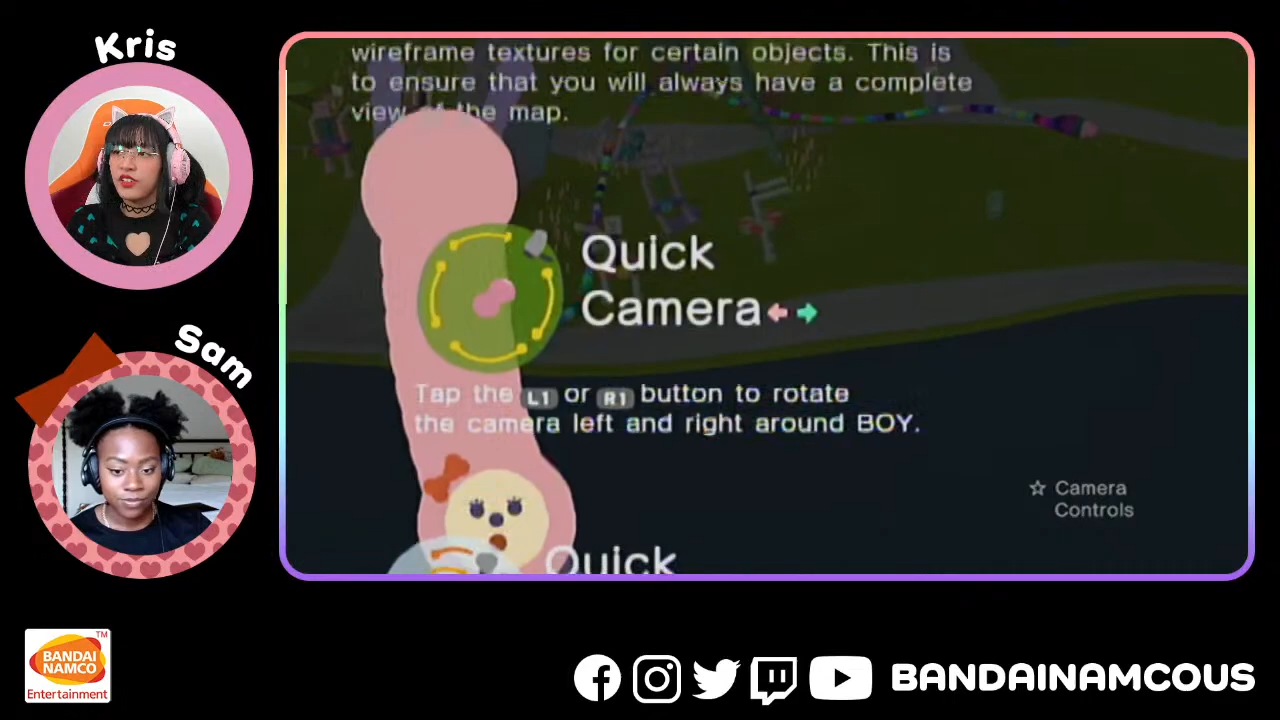 Kris
Sam
wireframe textures for certain objects. This is
to ensure that you will always have a complete
view of the map.
Quick
Camera
Tap the L1 or R1 button to rotate
the camera left and right around BOY.
☆ Camera
Controls
Quick
BANDAI
NAMCO
TM
Entertainment
BANDAINAMCOUS